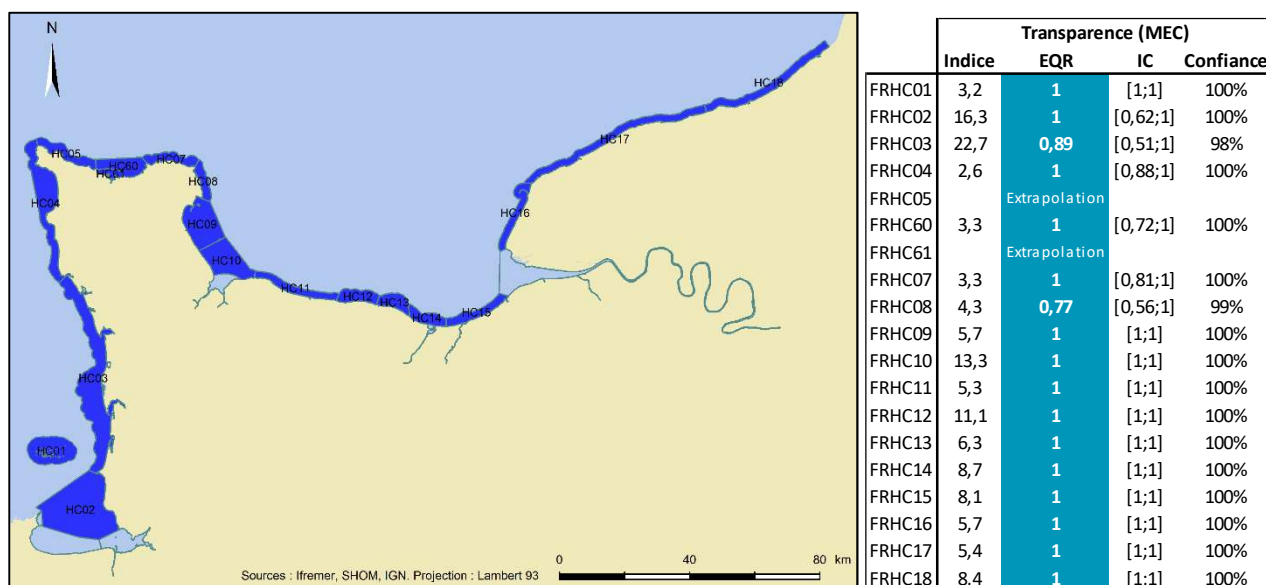 N
HC05
HC60
HC61
HC07
HC08
HC04
HC09
HC10
HC11
HC12
HC13
HC14
HC15
HC16
HC17
HC18
HC03
HC01
HC02
0 40 80 km
Sources : Ifremer, SHOM, IGN. Projection : Lambert 93
Transparence (MEC)
Indice EQR IC Confiance
FRHC01 3,2 1 [1;1] 100%
FRHC02 16,3 1 [0,62;1] 100%
FRHC03 22,7 0,89 [0,51;1] 98%
FRHC04 2,6 1 [0,88;1] 100%
FRHC05 Extrapolation
FRHC60 3,3 1 [0,72;1] 100%
FRHC61 Extrapolation
FRHC07 3,3 1 [0,81;1] 100%
FRHC08 4,3 0,77 [0,56;1] 99%
FRHC09 5,7 1 [1;1] 100%
FRHC10 13,3 1 [1;1] 100%
FRHC11 5,3 1 [1;1] 100%
FRHC12 11,1 1 [1;1] 100%
FRHC13 6,3 1 [1;1] 100%
FRHC14 8,7 1 [1;1] 100%
FRHC15 8,1 1 [1;1] 100%
FRHC16 5,7 1 [1;1] 100%
FRHC17 5,4 1 [1;1] 100%
FRHC18 8,4 1 [1;1] 100%